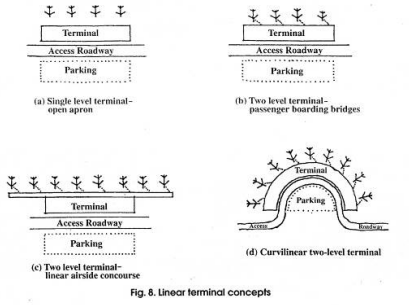 Terminal
Access Roadway
Parking
(a) Single level terminal-
open apron
Terminal
Access Roadway
Parking
(b) Two level terminal-
passenger boarding bridges
Terminal
Access Roadway
Parking
(c) Two level terminal-
linear airside concourse
Terminal
Parking
Access
Roadway
(d) Curvilinear two-level terminal
Fig. 8. Linear terminal concepts